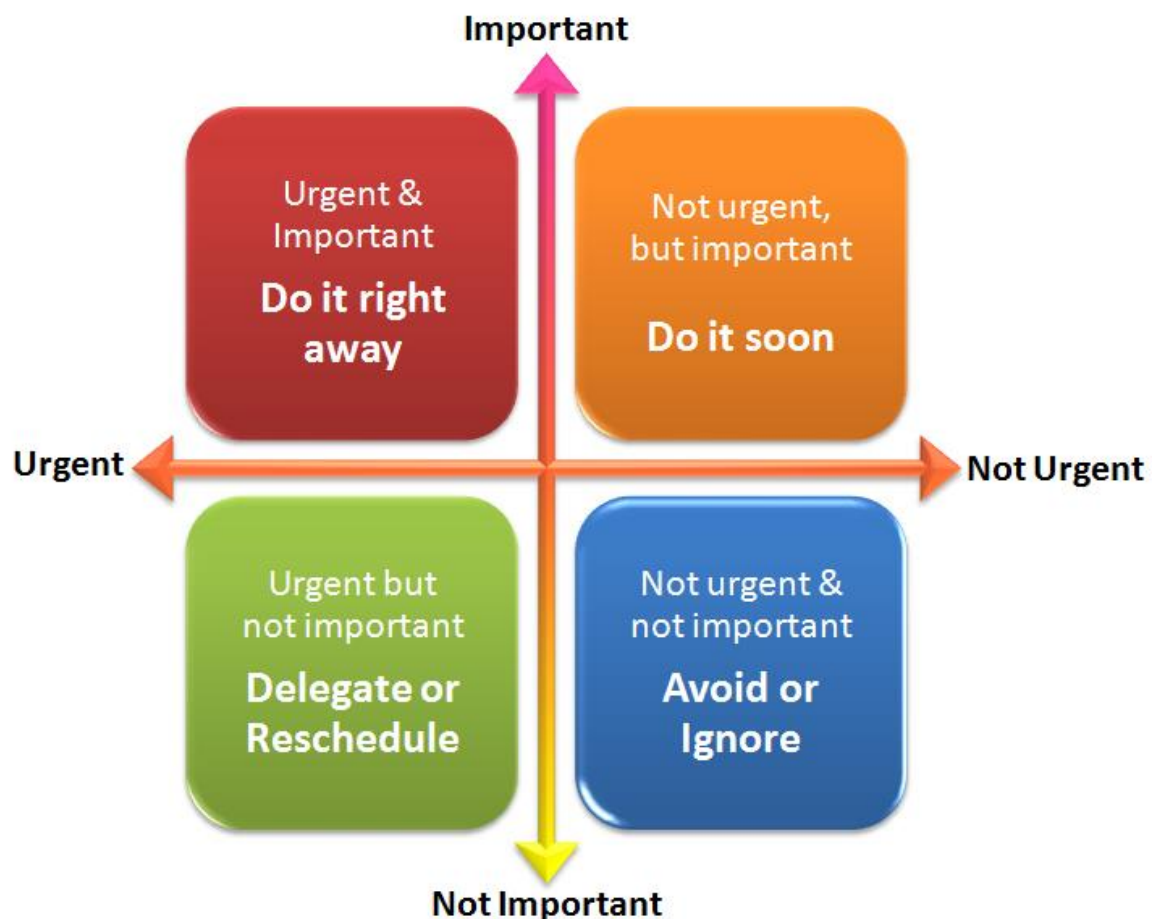 Important
Urgent &
Important
Do it right
away
Not urgent,
but important
Do it soon
Urgent
Not Urgent
Urgent but
not important
Delegate or
Reschedule
Not urgent &
not important
Avoid or
Ignore
Not Important